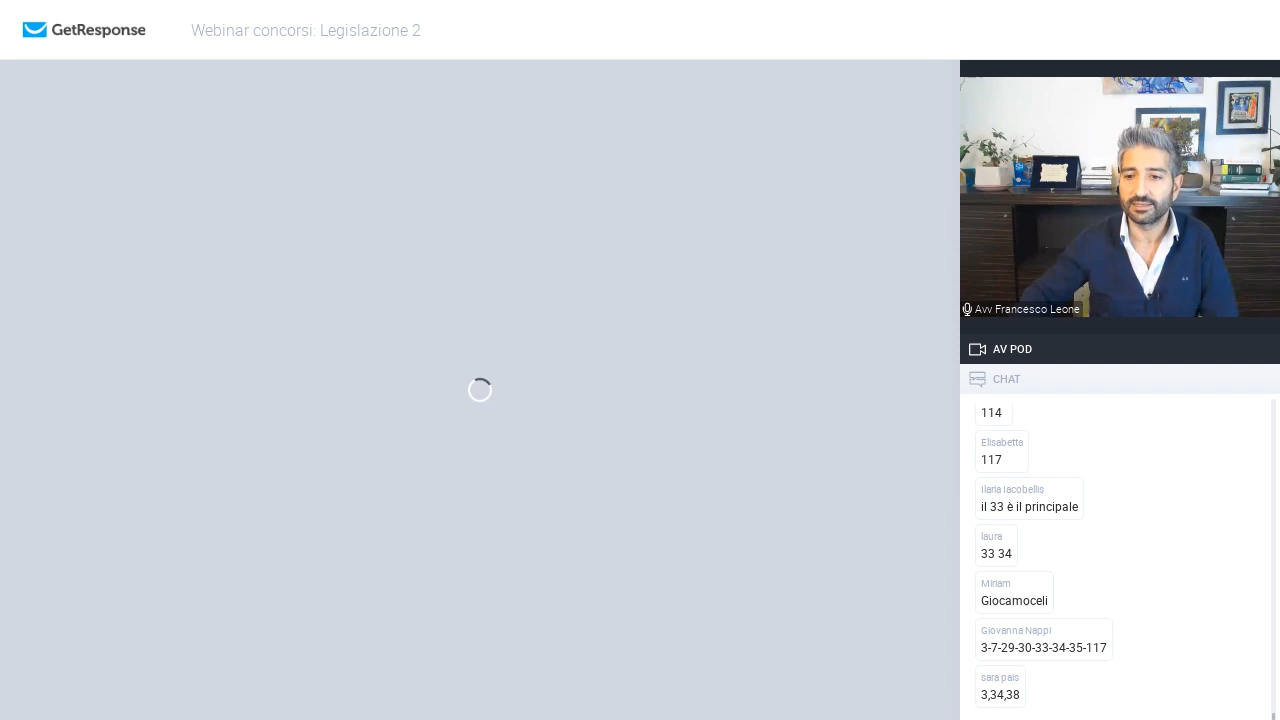 GetResponse
Webinar concorsi: Legislazione 2
Avv Francesco Leone
AV POD
CHAT
114
Elisabetta
117
Ilaria Iacobellis
il 33 è il principale
laura
33 34
Miriam
Giocamoceli
Giovanna Nappi
3-7-29-30-33-34-35-117
sara pais
3,34,38